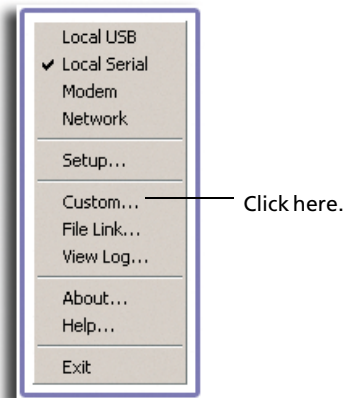 Local USB
✔ Local Serial
Modem
Network
Setup...
Custom...
Click here.
File Link...
View Log...
About...
Help...
Exit